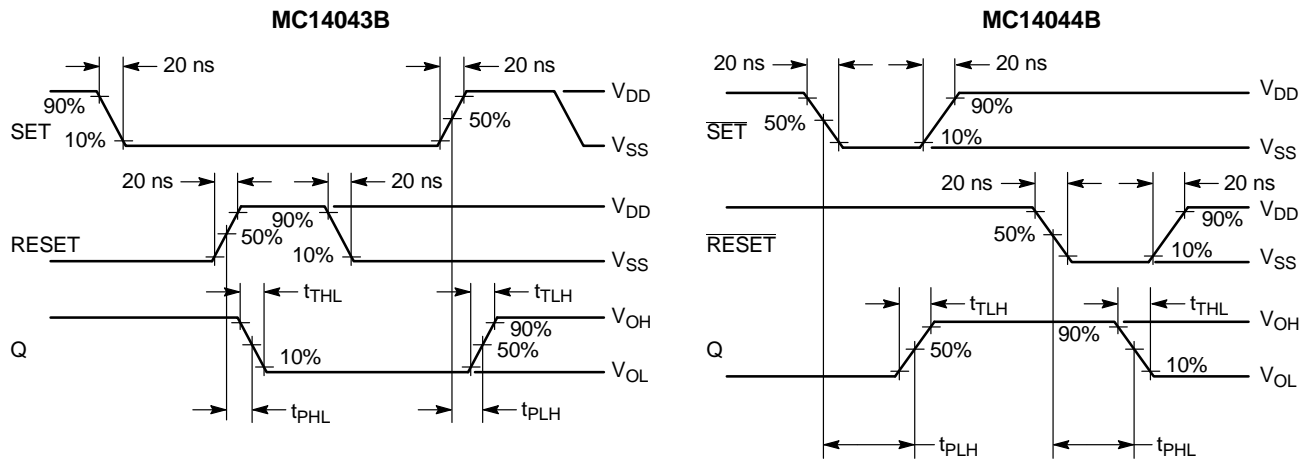 MC14043B
20 ns
20 ns
90%
10%
50%
SET
V_DD
V_SS
20 ns
20 ns
50%
90%
10%
RESET
V_DD
V_SS
t_THL
t_TLH
10%
90%
50%
Q
V_OH
V_OL
t_PHL
t_PLH
MC14044B
20 ns
20 ns
50%
90%
10%
SET
V_DD
V_SS
20 ns
20 ns
50%
90%
10%
RESET
V_DD
V_SS
t_TLH
t_THL
50%
90%
10%
Q
V_OH
V_OL
t_PLH
t_PHL